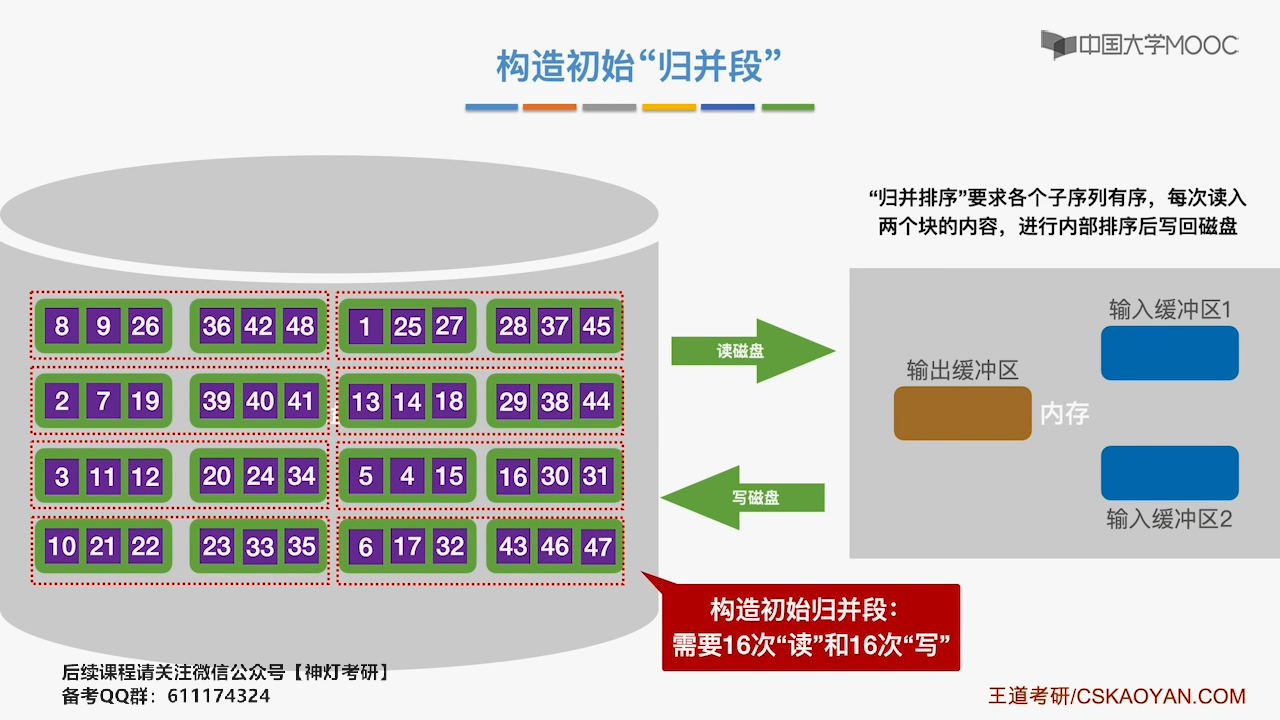 构造初始“归并段”
中国大学MOOC
“归并排序”要求各个子序列有序，每次读入
两个块的内容，进行内部排序后写回磁盘
8 9 26 36 42 48 1 25 27 28 37 45
2 7 19 39 40 41 13 14 18 29 38 44
3 11 12 20 24 34 5 4 15 16 30 31
10 21 22 23 33 35 6 17 32 43 46 47
读磁盘
写磁盘
输入缓冲区1
输出缓冲区
内存
输入缓冲区2
构造初始归并段：
需要16次“读”和16次“写”
后续课程请关注微信公众号【神灯考研】
备考QQ群：611174324
王道考研/CSKAOYAN.COM